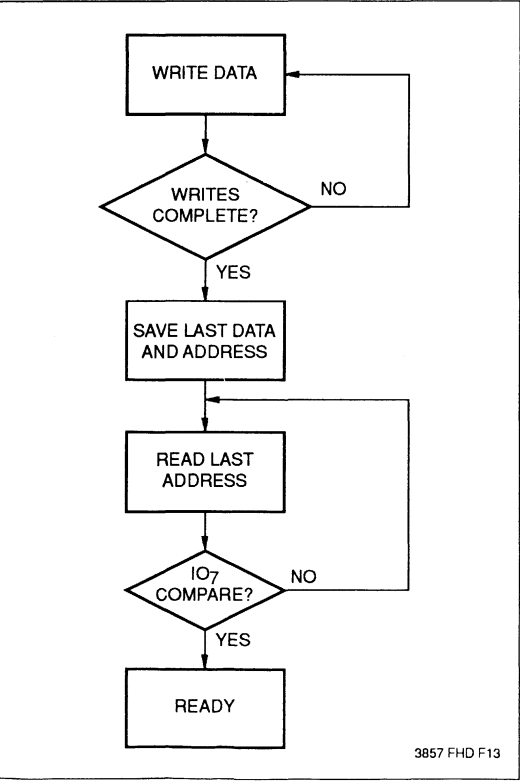 WRITE DATA
WRITES
COMPLETE?
NO
YES
SAVE LAST DATA
AND ADDRESS
READ LAST
ADDRESS
IO7
COMPARE?
NO
YES
READY
3857 FHD F13